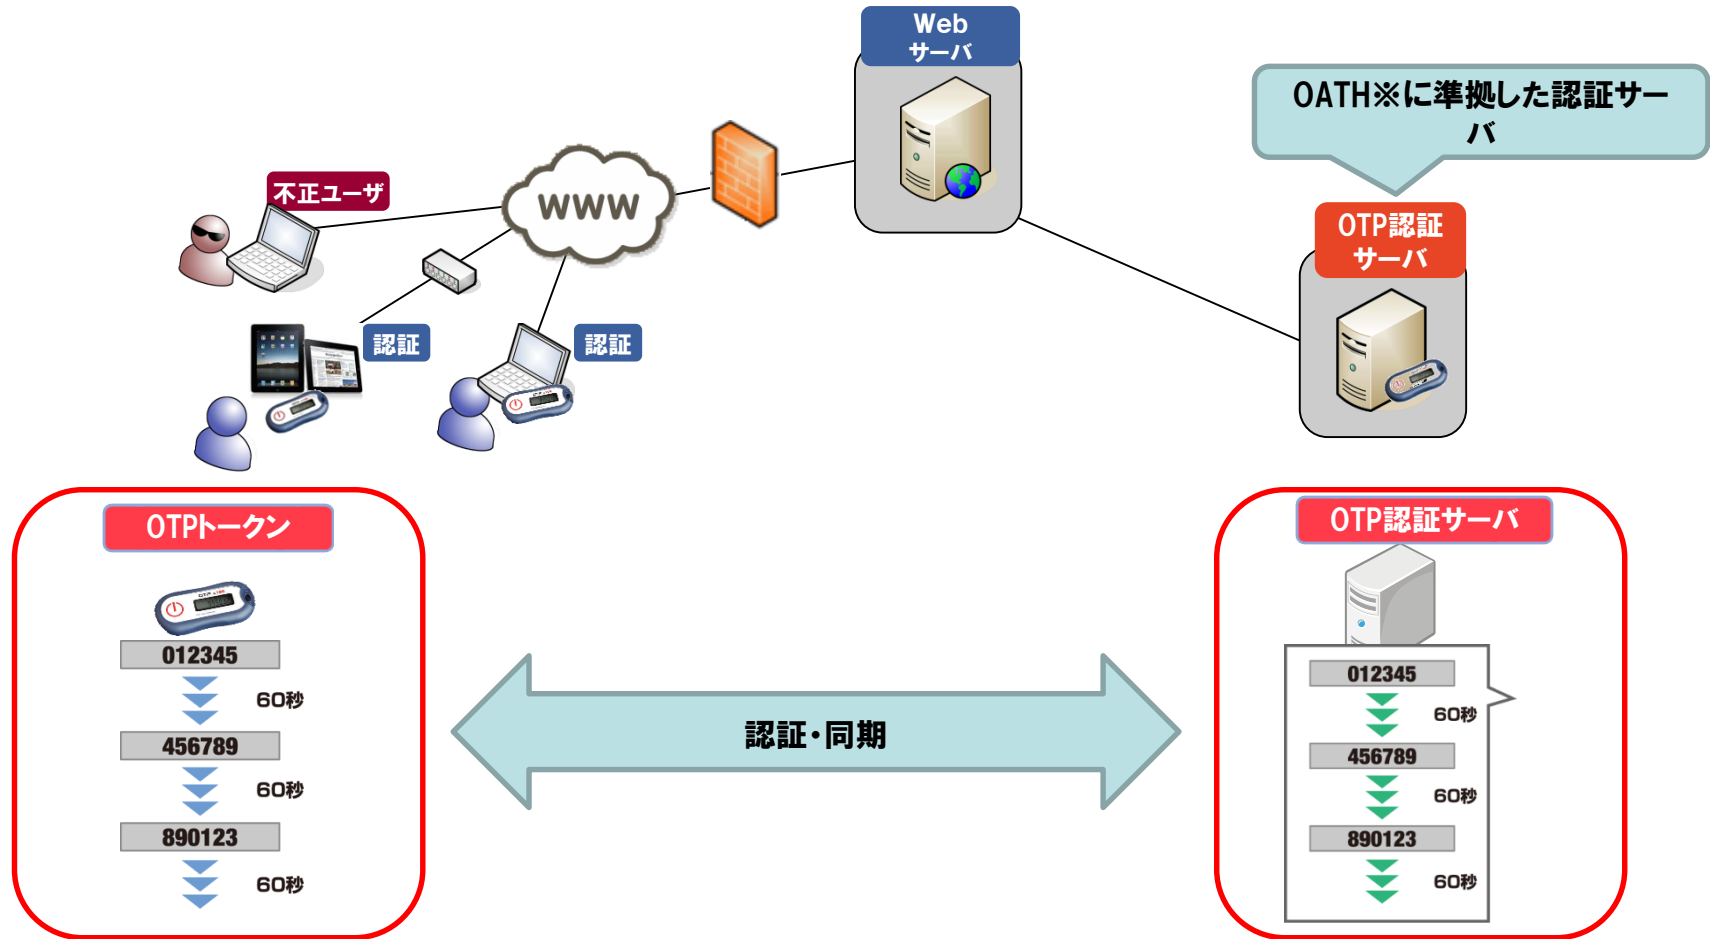 Web
サーバ
OATH※に準拠した認証サー
バ
不正ユーザ
WWW
OTP認証
サーバ
認証
認証
OTPトークン
012345
60秒
456789
60秒
890123
60秒
認証・同期
OTP認証サーバ
012345
60秒
456789
60秒
890123
60秒